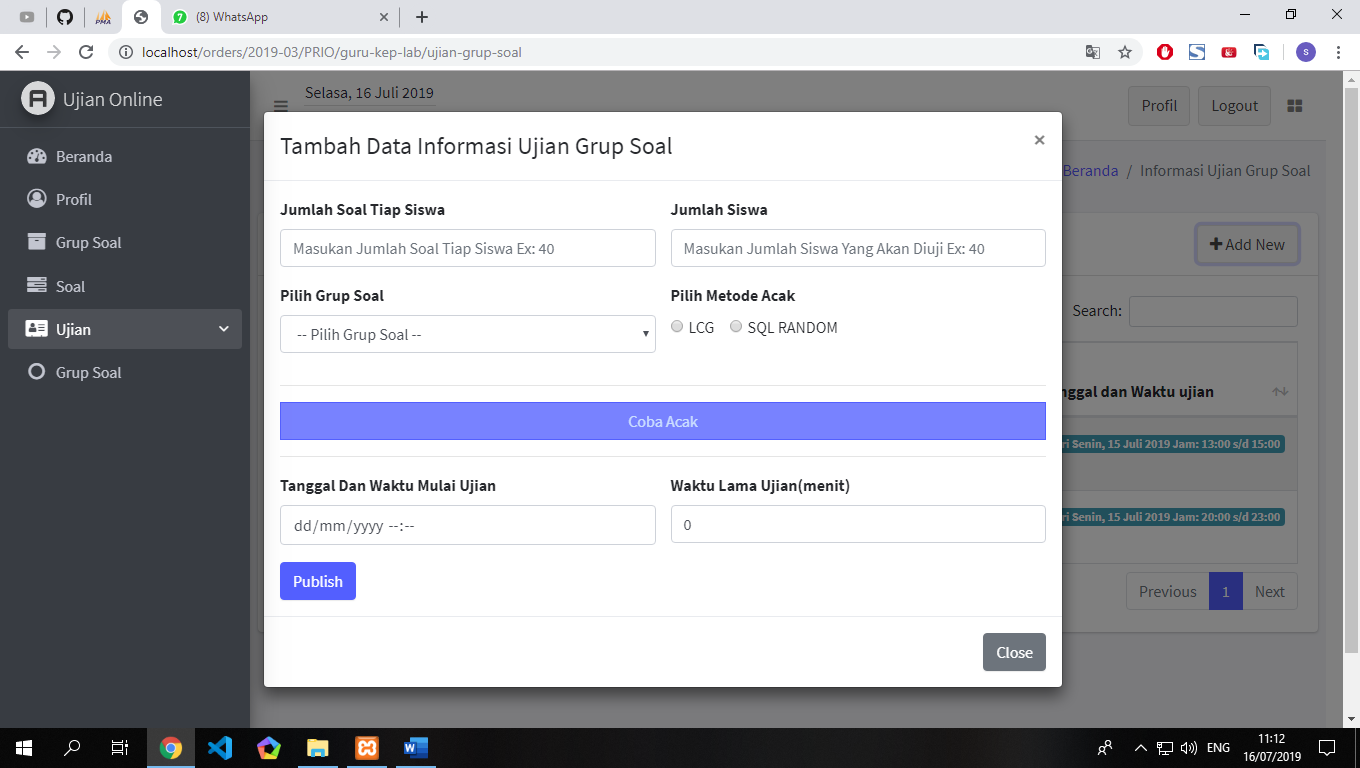 PMA
(8) WhatsApp
localhost/orders/2019-03/PRIO/guru-kep-lab/ujian-grup-soal
S
Ujian Online
Selasa, 16 Juli 2019
Profil
Logout
Beranda
Profil
Grup Soal
Soal
Ujian
Grup Soal
Beranda / Informasi Ujian Grup Soal
Add New
Search:
nggal dan Waktu ujian
ri Senin, 15 Juli 2019 Jam: 13:00 s/d 15:00
ri Senin, 15 Juli 2019 Jam: 20:00 s/d 23:00
Previous 1 Next
Tambah Data Informasi Ujian Grup Soal
×
Jumlah Soal Tiap Siswa
Jumlah Siswa
Masukan Jumlah Soal Tiap Siswa Ex: 40
Masukan Jumlah Siswa Yang Akan Diuji Ex: 40
Pilih Grup Soal
Pilih Metode Acak
-- Pilih Grup Soal --
LCG
SQL RANDOM
Coba Acak
Tanggal Dan Waktu Mulai Ujian
Waktu Lama Ujian(menit)
dd/mm/yyyy --:--
0
Publish
Close
ENG
11:12
16/07/2019